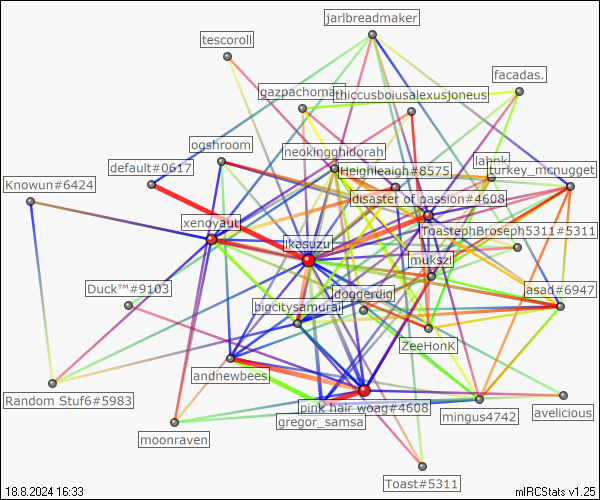 jarlbreadmaker
tescoroll
facadas.
gazpachoman
thiccusboiusalexusjoneus
ogshroom
neokingghidorah
lahnk
default#0617
Heighleaigh#8575
turkey_mcnugget
Knowun#6424
disaster of passion#4608
xenoyauti
ToastephBroseph5311#5311
ikasuzu
mukszi
Duck™#9103
doggerdig
asad#6947
bigcitysamurai
ZeeHonK
andnewbees
Random Stuf6#5983
pink hair woag#4608
avelicious
gregor_samsa
mingus4742
moonraven
Toast#5311
18.8.2024 16:33
mIRCStats v1.25